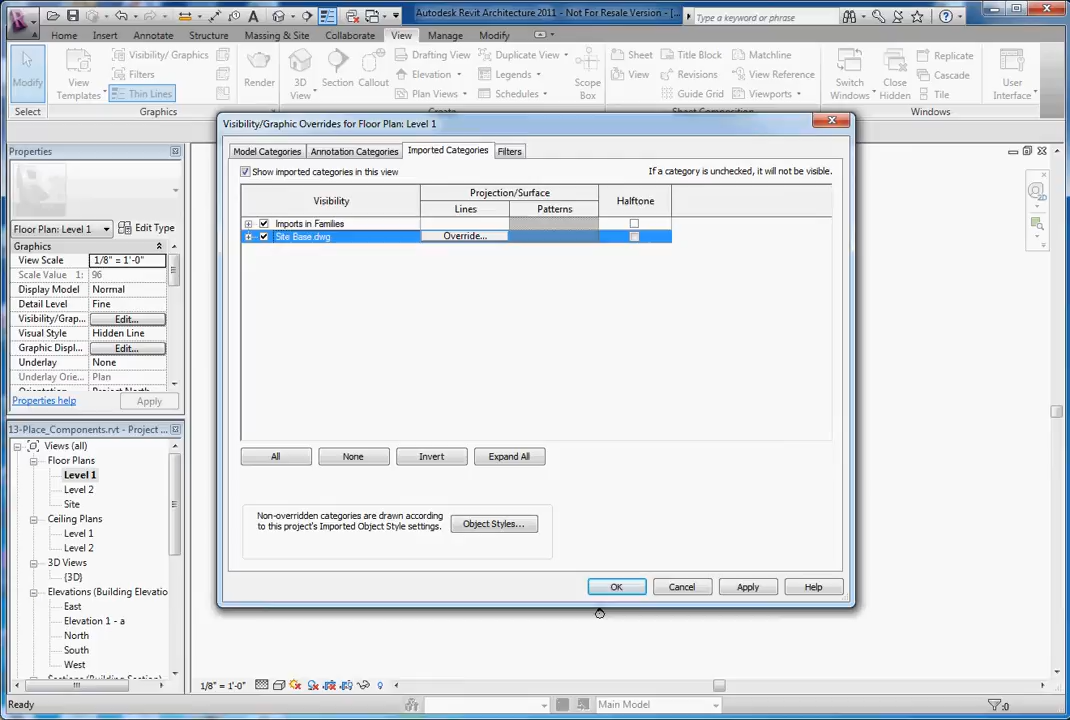 Autodesk Revit Architecture 2011 - Not For Resale Version - [...
Type a keyword or phrase
Home Insert Annotate Structure Massing & Site Collaborate View Manage Modify
Modify
View Templates
Visibility/ Graphics
Filters
Thin Lines
Render
3D View
Section
Callout
Drafting View
Elevation
Plan Views
Duplicate View
Legends
Schedules
Scope Box
Sheet
View
Title Block
Revisions
Guide Grid
Matchline
View Reference
Viewports
Switch Windows
Close Hidden
Replicate
Cascade
Tile
User Interface
Select Graphics Create Sheet Composition Windows
Properties
Floor Plan: Level 1 Edit Type
Graphics
View Scale 1/8" = 1'-0"
Scale Value 1: 96
Display Model Normal
Detail Level Fine
Visibility/Grap... Edit...
Visual Style Hidden Line
Graphic Displ... Edit...
Underlay None
Underlay Orie... Plan
Orientation Project North
Properties help Apply
13-Place_Components.rvt - Project ...
Views (all)
Floor Plans
Level 1
Level 2
Site
Ceiling Plans
Level 1
Level 2
3D Views
{3D}
Elevations (Building Elevatio
East
Elevation 1 - a
North
South
West
Sections (Building Section)
Visibility/Graphic Overrides for Floor Plan: Level 1
Model Categories Annotation Categories Imported Categories Filters
Show imported categories in this view If a category is unchecked, it will not be visible.
Visibility Projection/Surface Halftone
Lines Patterns
Imports in Families
Site Base.dwg Override...
All None Invert Expand All
Non-overridden categories are drawn according
to this project's Imported Object Style settings.
Object Styles...
OK Cancel Apply Help
1/8" = 1'-0"
Ready Main Model :0